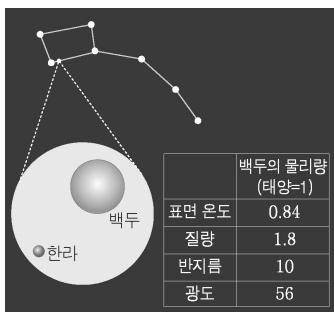 백두
한라
백두의 물리량
(태양=1)
표면 온도 0.84
질량 1.8
반지름 10
광도 56